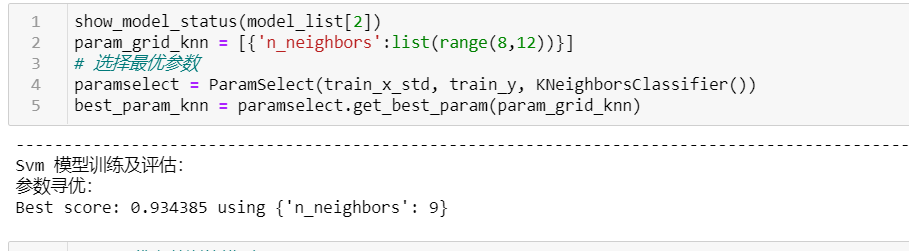 1 show_model_status(model_list[2])
2 param_grid_knn = [{'n_neighbors':list(range(8,12))}]
3 # 选择最优参数
4 paramselect = ParamSelect(train_x_std, train_y, KNeighborsClassifier())
5 best_param_knn = paramselect.get_best_param(param_grid_knn)
--------------------------------------------------------------------------------
Svm 模型训练及评估:
参数寻优:
Best score: 0.934385 using {'n_neighbors': 9}